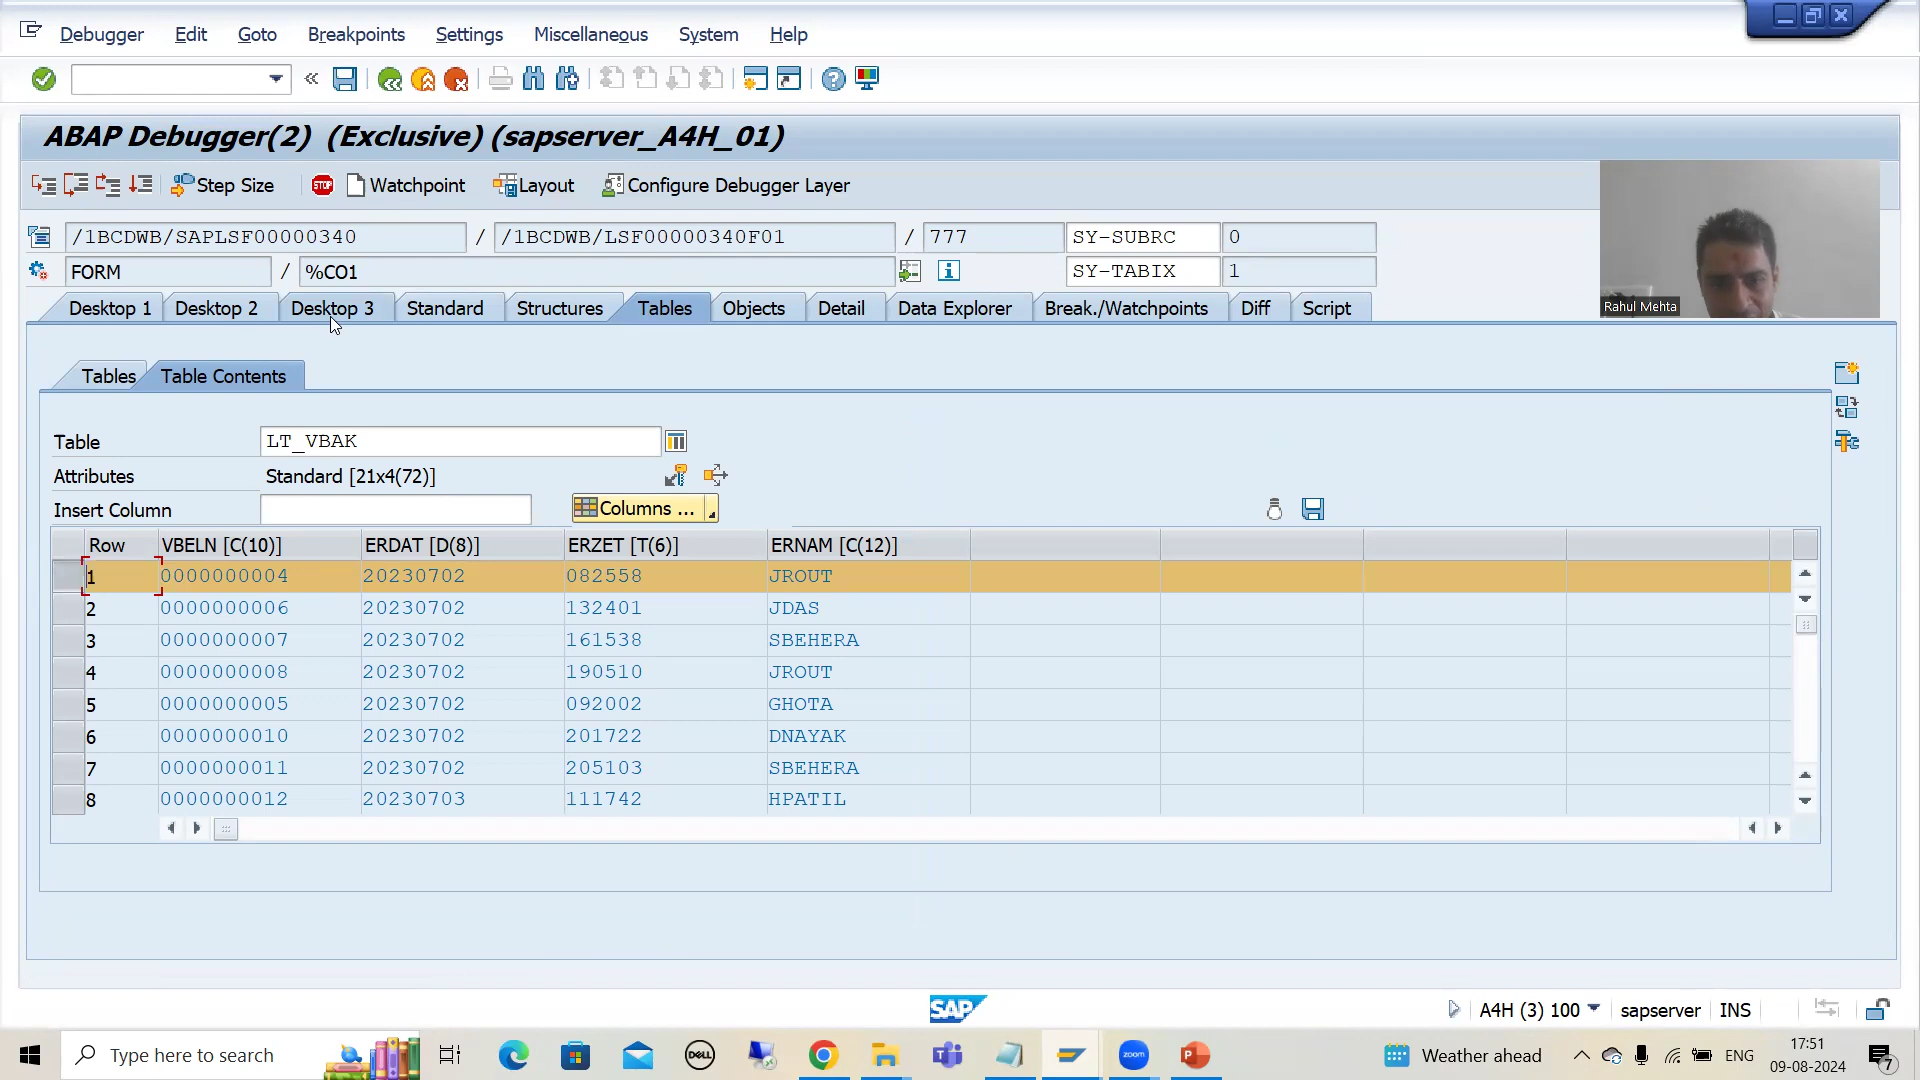 Debugger Edit Goto Breakpoints Settings Miscellaneous System Help
ABAP Debugger(2) (Exclusive) (sapserver_A4H_01)
Step Size STOP Watchpoint Layout Configure Debugger Layer
/1BCDWB/SAPLSF00000340 / /1BCDWB/LSF00000340F01 / 777 SY-SUBRC 0
FORM / %CO1 SY-TABIX 1
Rahul Mehta
Desktop 1 Desktop 2 Desktop 3 Standard Structures Tables Objects Detail Data Explorer Break./Watchpoints Diff Script
Tables Table Contents
Table LT_VBAK
Attributes Standard [21x4(72)]
Insert Column Columns ...
Row VBELN [C(10)] ERDAT [D(8)] ERZET [T(6)] ERNAM [C(12)]
1 0000000004 20230702 082558 JROUT
2 0000000006 20230702 132401 JDAS
3 0000000007 20230702 161538 SBEHERA
4 0000000008 20230702 190510 JROUT
5 0000000005 20230702 092002 GHOTA
6 0000000010 20230702 201722 DNAYAK
7 0000000011 20230702 205103 SBEHERA
8 0000000012 20230703 111742 HPATIL
SAP A4H (3) 100 sapserver INS
Type here to search DELL zoom P Weather ahead ENG 17:51
09-08-2024 7